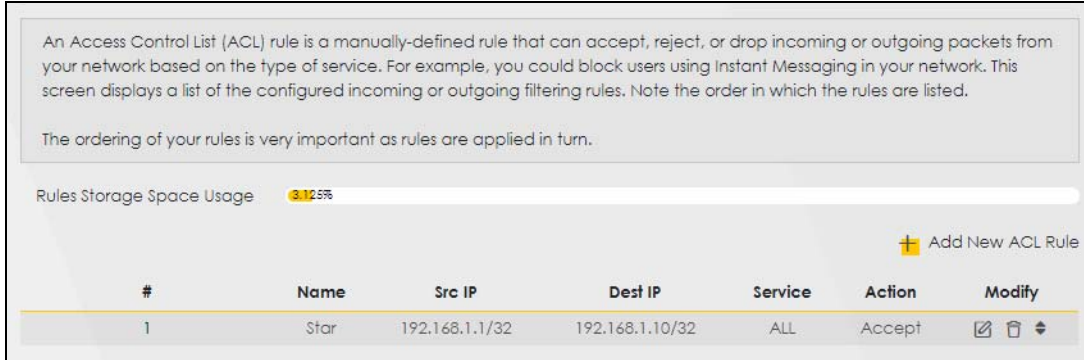 An Access Control List (ACL) rule is a manually-defined rule that can accept, reject, or drop incoming or outgoing packets from
your network based on the type of service. For example, you could block users using Instant Messaging in your network. This
screen displays a list of the configured incoming or outgoing filtering rules. Note the order in which the rules are listed.
The ordering of your rules is very important as rules are applied in turn.
Rules Storage Space Usage 3.125%
Add New ACL Rule
# Name Src IP Dest IP Service Action Modify
1 Star 192.168.1.1/32 192.168.1.10/32 ALL Accept